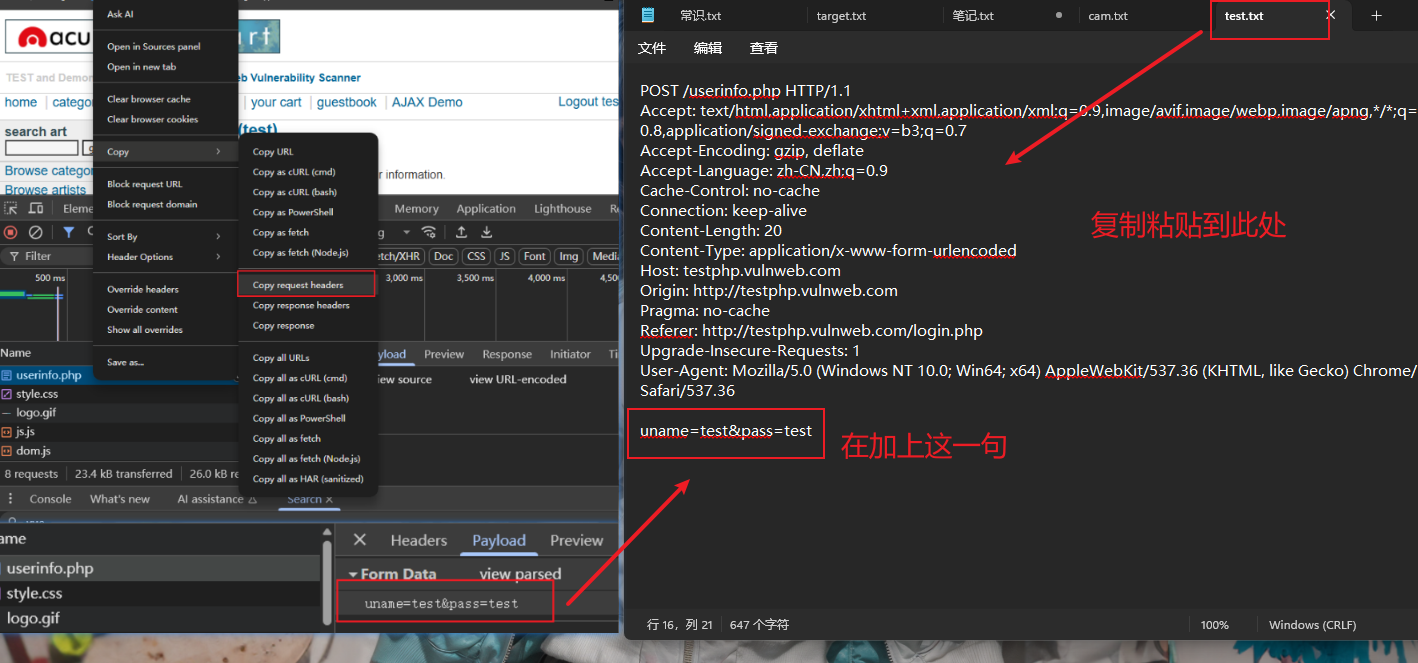 acu
art
TEST and Demon
eb Vulnerability Scanner
home
categor
your cart
guestbook
AJAX Demo
Logout tes
search art
(test)
Browse categor
Browse artists
r information.
Ask AI
Open in Sources panel
Open in new tab
Clear browser cache
Clear browser cookies
Copy
Block request URL
Block request domain
Sort By
Header Options
Override headers
Override content
Show all overrides
Save as...
Copy URL
Copy as cURL (cmd)
Copy as cURL (bash)
Copy as PowerShell
Copy as fetch
Copy as fetch (Node.js)
Copy request headers
Copy response headers
Copy response
Copy all URLs
Copy all as cURL (cmd)
Copy all as cURL (bash)
Copy all as PowerShell
Copy all as fetch
Copy all as fetch (Node.js)
Copy all as HAR (sanitized)
Eleme
Memory
Application
Lighthouse
Filter
etch/XHR
Doc
CSS
JS
Font
Img
Media
500 ms
3,000 ms
3,500 ms
4,000 ms
4,50
Name
yload
Preview
Response
Initiator
Ti
iew source
view URL-encoded
userinfo.php
style.css
logo.gif
js.js
dom.js
8 requests
23.4 kB transferred
26.0 kB re
Console
What's new
AI assistance
Search
ame
userinfo.php
style.css
logo.gif
Headers
Payload
Preview
Form Data
view parsed
uname=test&pass=test
常识.txt
target.txt
笔记.txt
cam.txt
test.txt
文件
编辑
查看
POST /userinfo.php HTTP/1.1
Accept: text/html,application/xhtml+xml,application/xml;q=0.9,image/avif,image/webp,image/apng,*/*;q=
0.8,application/signed-exchange;v=b3;q=0.7
Accept-Encoding: gzip, deflate
Accept-Language: zh-CN,zh;q=0.9
Cache-Control: no-cache
Connection: keep-alive
Content-Length: 20
Content-Type: application/x-www-form-urlencoded
Host: testphp.vulnweb.com
Origin: http://testphp.vulnweb.com
Pragma: no-cache
Referer: http://testphp.vulnweb.com/login.php
Upgrade-Insecure-Requests: 1
User-Agent: Mozilla/5.0 (Windows NT 10.0; Win64; x64) AppleWebKit/537.36 (KHTML, like Gecko) Chrome/
Safari/537.36
uname=test&pass=test
复制粘贴到此处
在加上这一句
行 16，列 21
647 个字符
100%
Windows (CRLF)